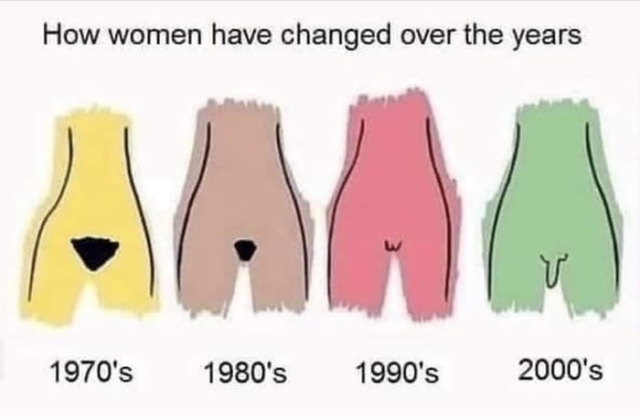 How women have changed over the years
1970's
1980's
1990's
2000's